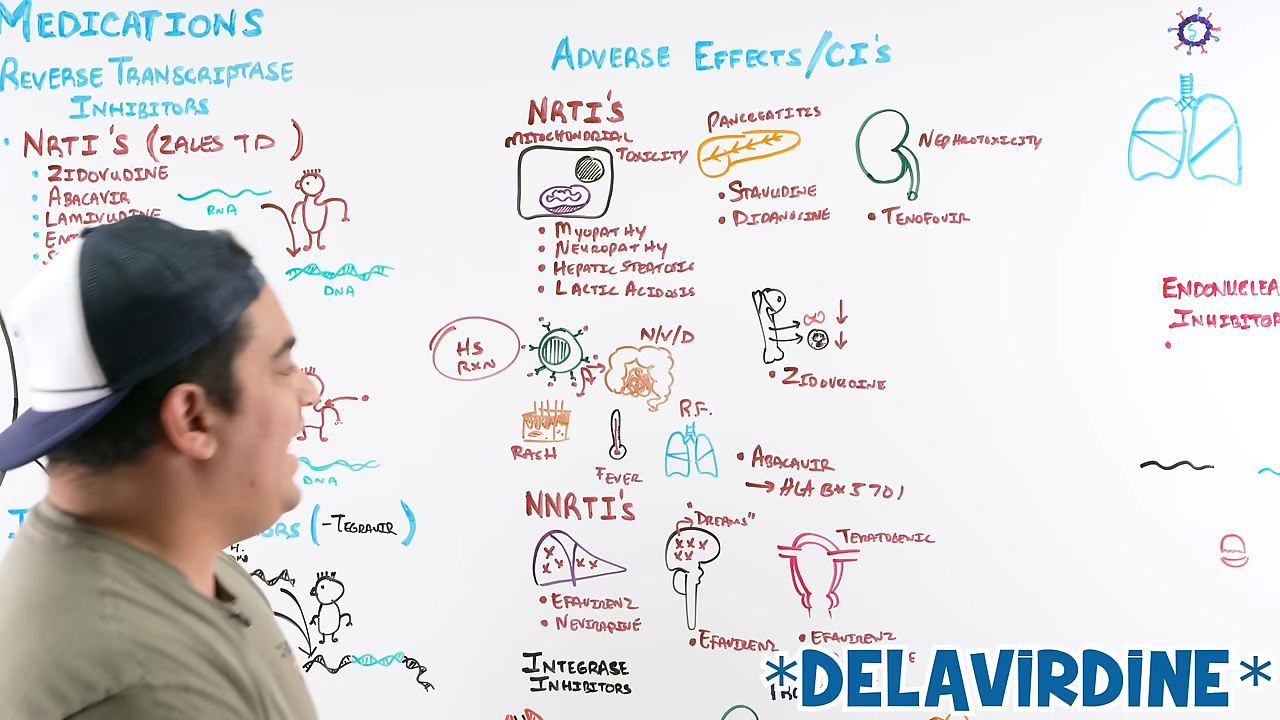 MEDICATIONS
REVERSE TRANSCRIPTASE
INHIBITORS
• NRTI'S (ZALES TD)
• ZIDOVUDINE
• ABACAVIR
• LAMIVUDINE
RNA
DNA
DNA
(-TEGRAVIR)
ADVERSE EFFECTS/CI'S
NRTI'S
MITOCHONDRIAL
TOXICITY
• MYOPATHY
• NEUROPATHY
• HEPATIC STEATOSIS
• LACTIC ACIDOSIS
PANCREATITIS
• STAVUDINE
• DIDANOSINE
NEPHROTOXICITY
• TENOFOVIR
HS
RXN
N/V/D
RASH
FEVER
R.F.
• ZIDOVUDINE
• ABACAVIR
→ HLA B*5701
NNRTI'S
• EFAVIRENZ
• NEVIRAPINE
"DREAMS"
• EFAVIRENZ
TERATOGENIC
• EFAVIRENZ
INTEGRASE
INHIBITORS
S
ENDONUCLEA
INHIBITOR
*DELAVIRDINE*